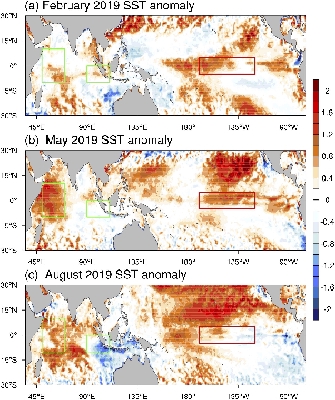 (a) February 2019 SST anomaly
30°N
15°N
0°N
15°S
30°S
45°E 90°E 135°E 180°W 135°W 90°W
(b) May 2019 SST anomaly
30°N
15°N
0°N
15°S
30°S
45°E 90°E 135°E 180°W 135°W 90°W
(c) August 2019 SST anomaly
30°N
15°N
0°N
15°S
30°S
45°E 90°E 135°E 180°W 135°W 90°W
2
1.6
1.2
0.8
0.4
0
-0.4
-0.8
-1.2
-1.6
-2